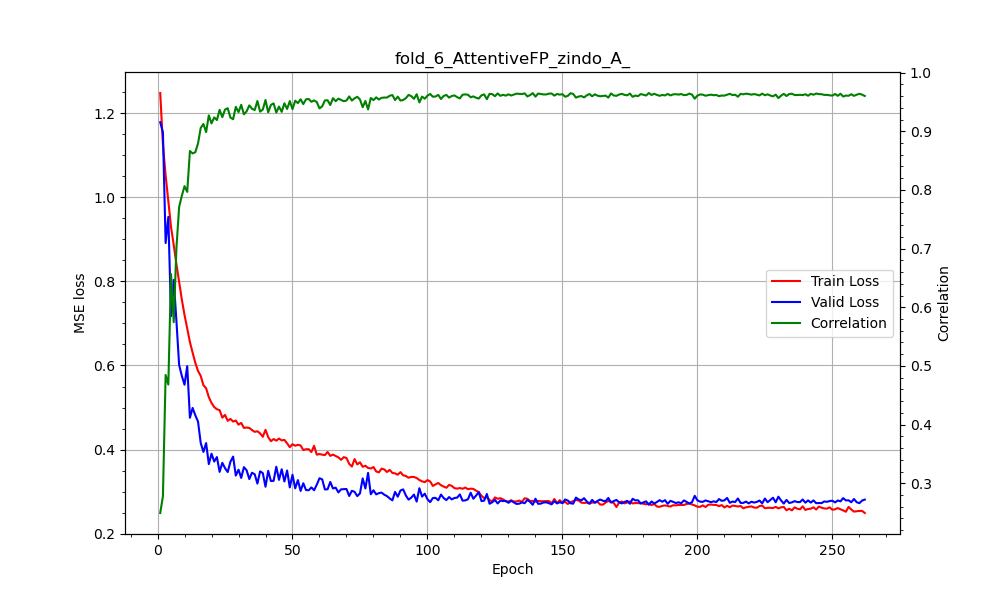 fold_6_AttentiveFP_zindo_A_
1.2
1.0
0.8
0.6
0.4
0.2
MSE loss
1.0
0.9
0.8
0.7
0.6
0.5
0.4
0.3
Correlation
Train Loss
Valid Loss
Correlation
0 50 100 150 200 250
Epoch